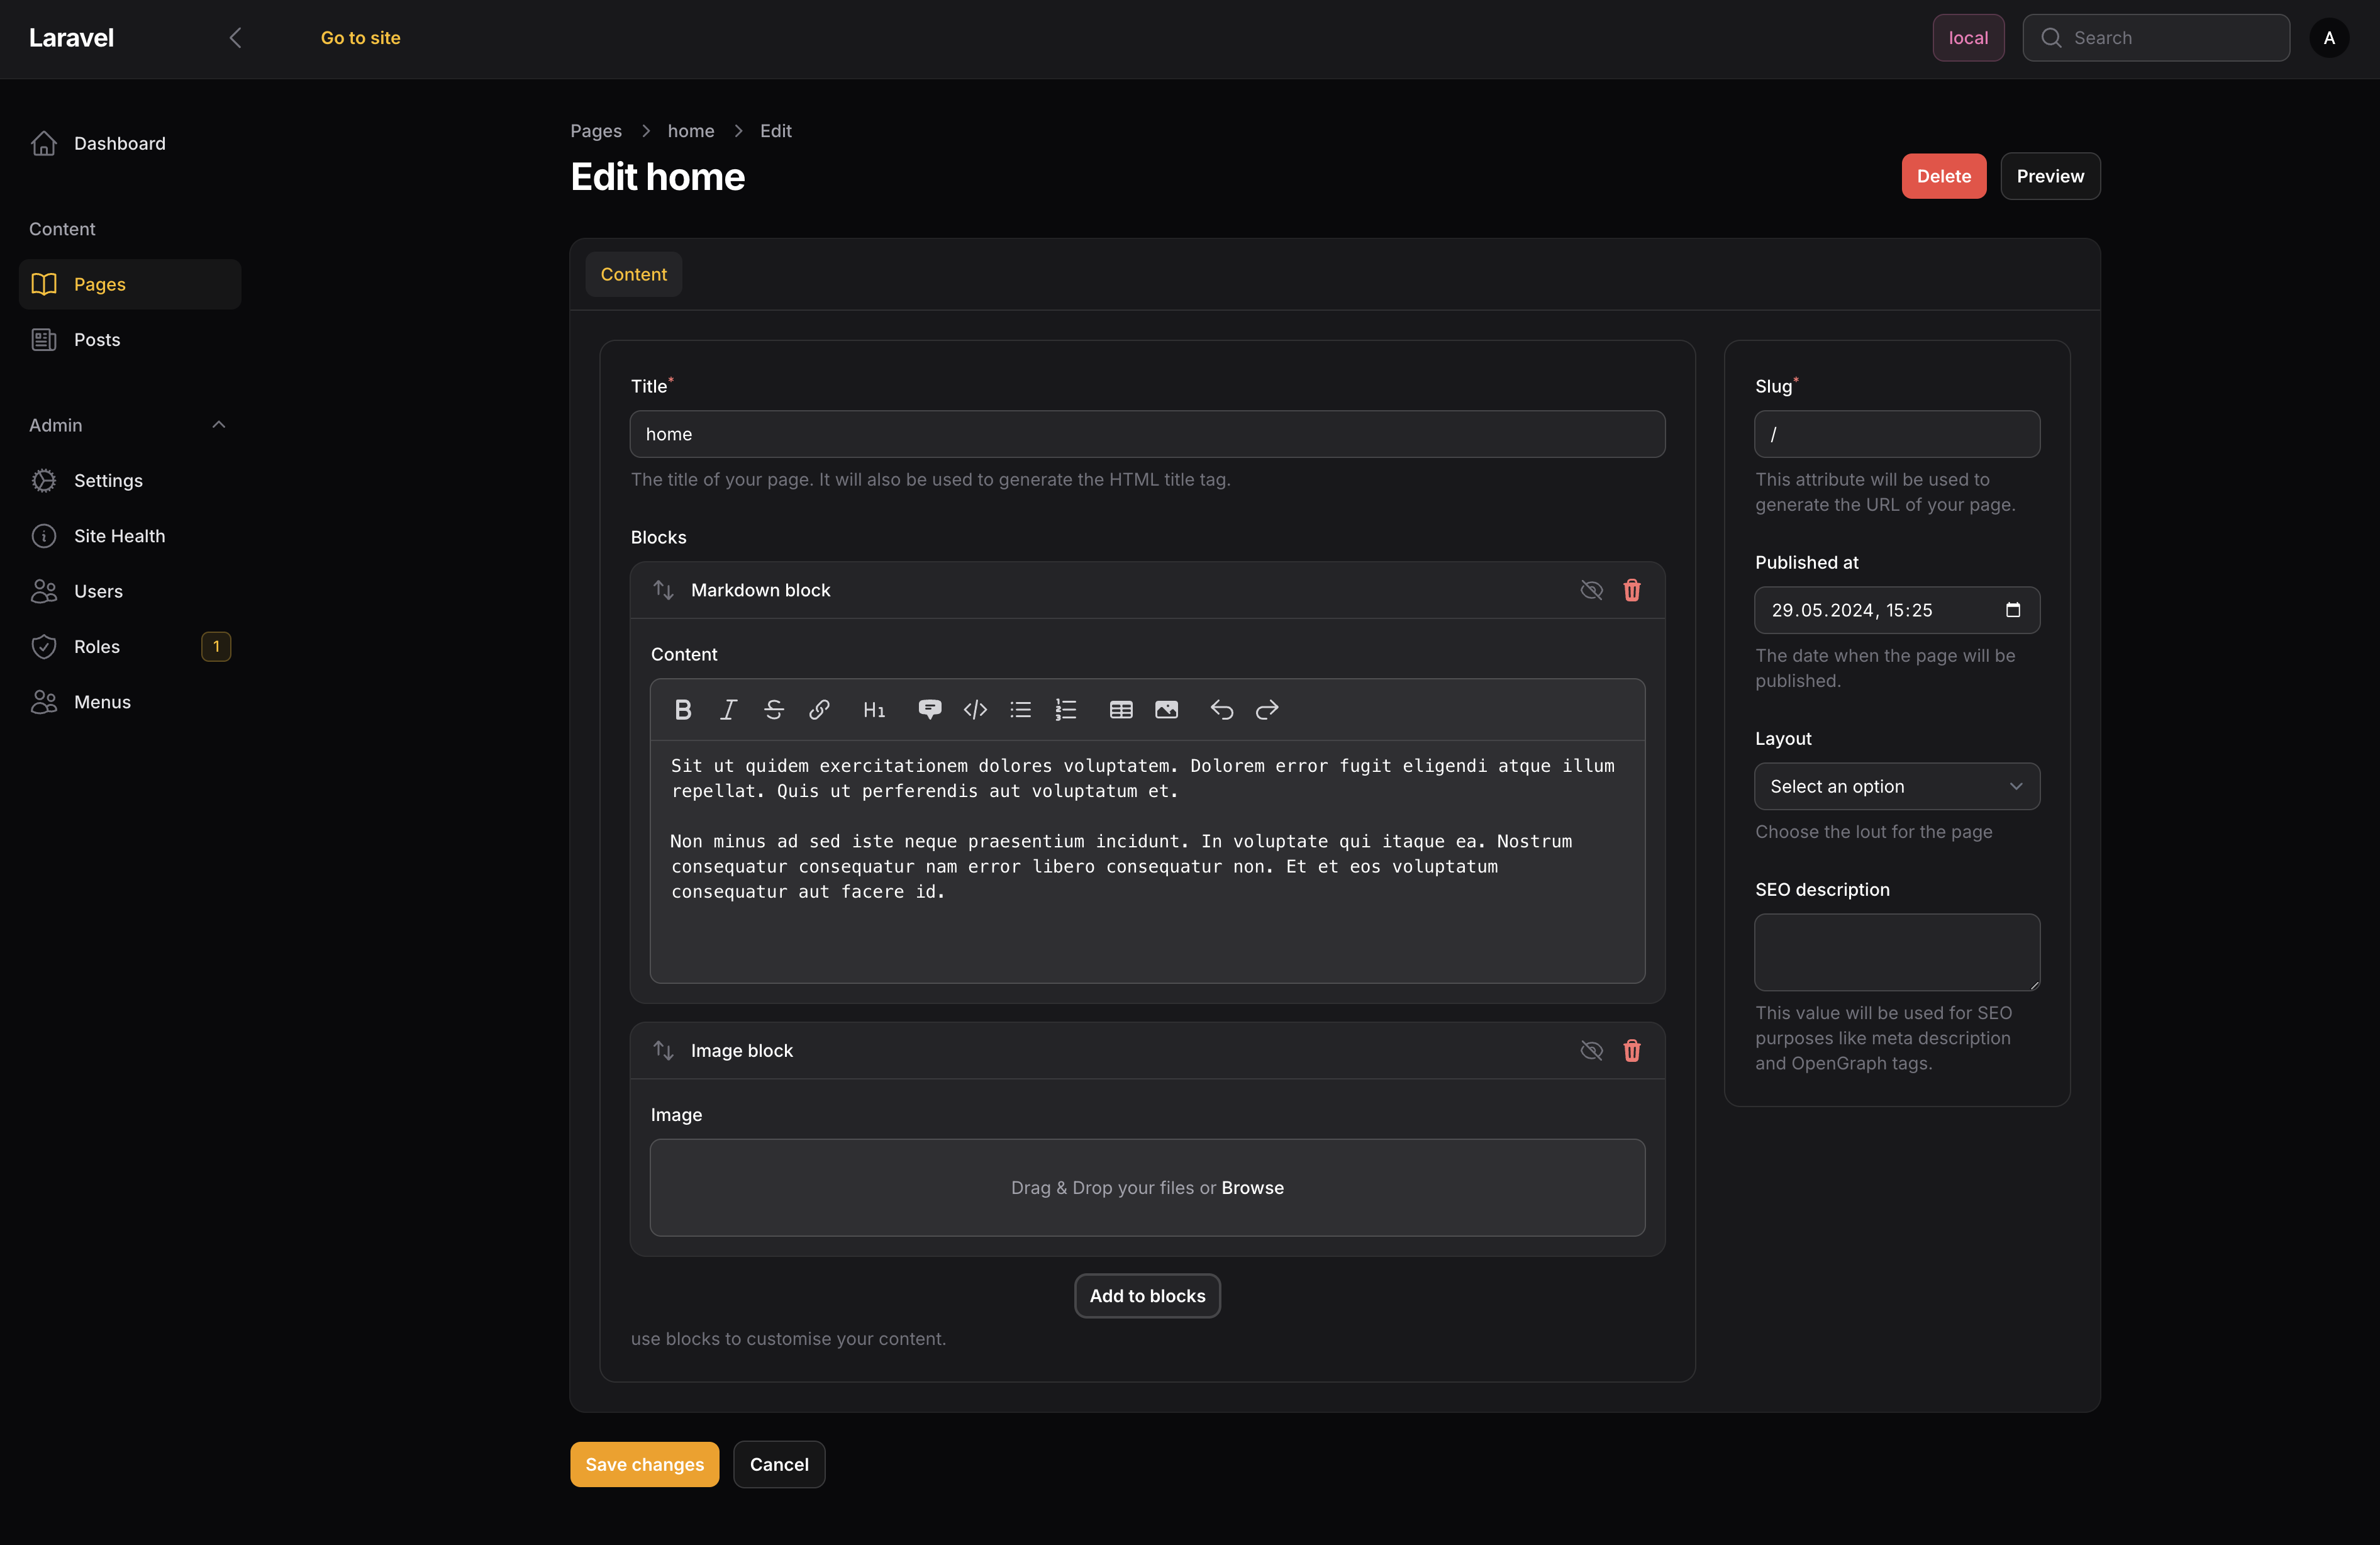 Laravel
Go to site
local
Search
A
Dashboard
Content
Pages
Posts
Admin
Settings
Site Health
Users
Roles
1
Menus
Pages
home
Edit
Edit home
Delete
Preview
Content
Title*
home
The title of your page. It will also be used to generate the HTML title tag.
Blocks
Markdown block
Content
H1
Sit ut quidem exercitationem dolores voluptatem. Dolorem error fugit eligendi atque illum
repellat. Quis ut perferendis aut voluptatum et.
Non minus ad sed iste neque praesentium incidunt. In voluptate qui itaque ea. Nostrum
consequatur consequatur nam error libero consequatur non. Et et eos voluptatum
consequatur aut facere id.
Image block
Image
Drag & Drop your files or Browse
Add to blocks
use blocks to customise your content.
Slug*
/
This attribute will be used to
generate the URL of your page.
Published at
29.05.2024, 15:25
The date when the page will be
published.
Layout
Select an option
Choose the lout for the page
SEO description
This value will be used for SEO
purposes like meta description
and OpenGraph tags.
Save changes
Cancel